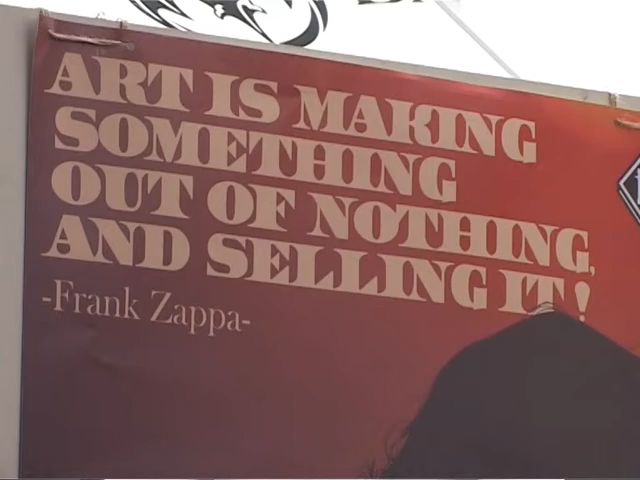 ART IS MAKING
SOMETHING
OUT OF NOTHING,
AND SELLING IT!
-Frank Zappa-